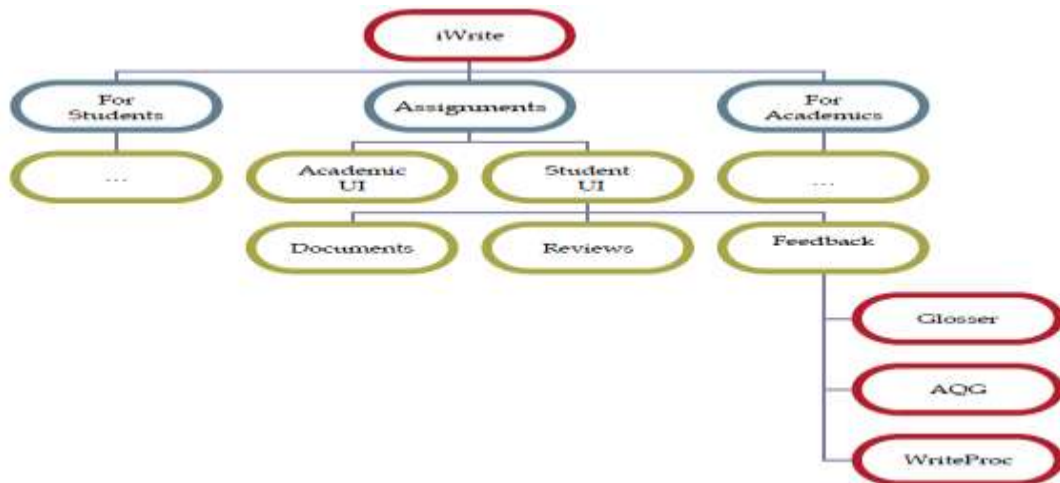 iWrite
For
Students
Assignments
For
Academics
...
Academic
UI
Student
UI
...
Documents
Reviews
Feedback
Glosser
AQG
WriteProc